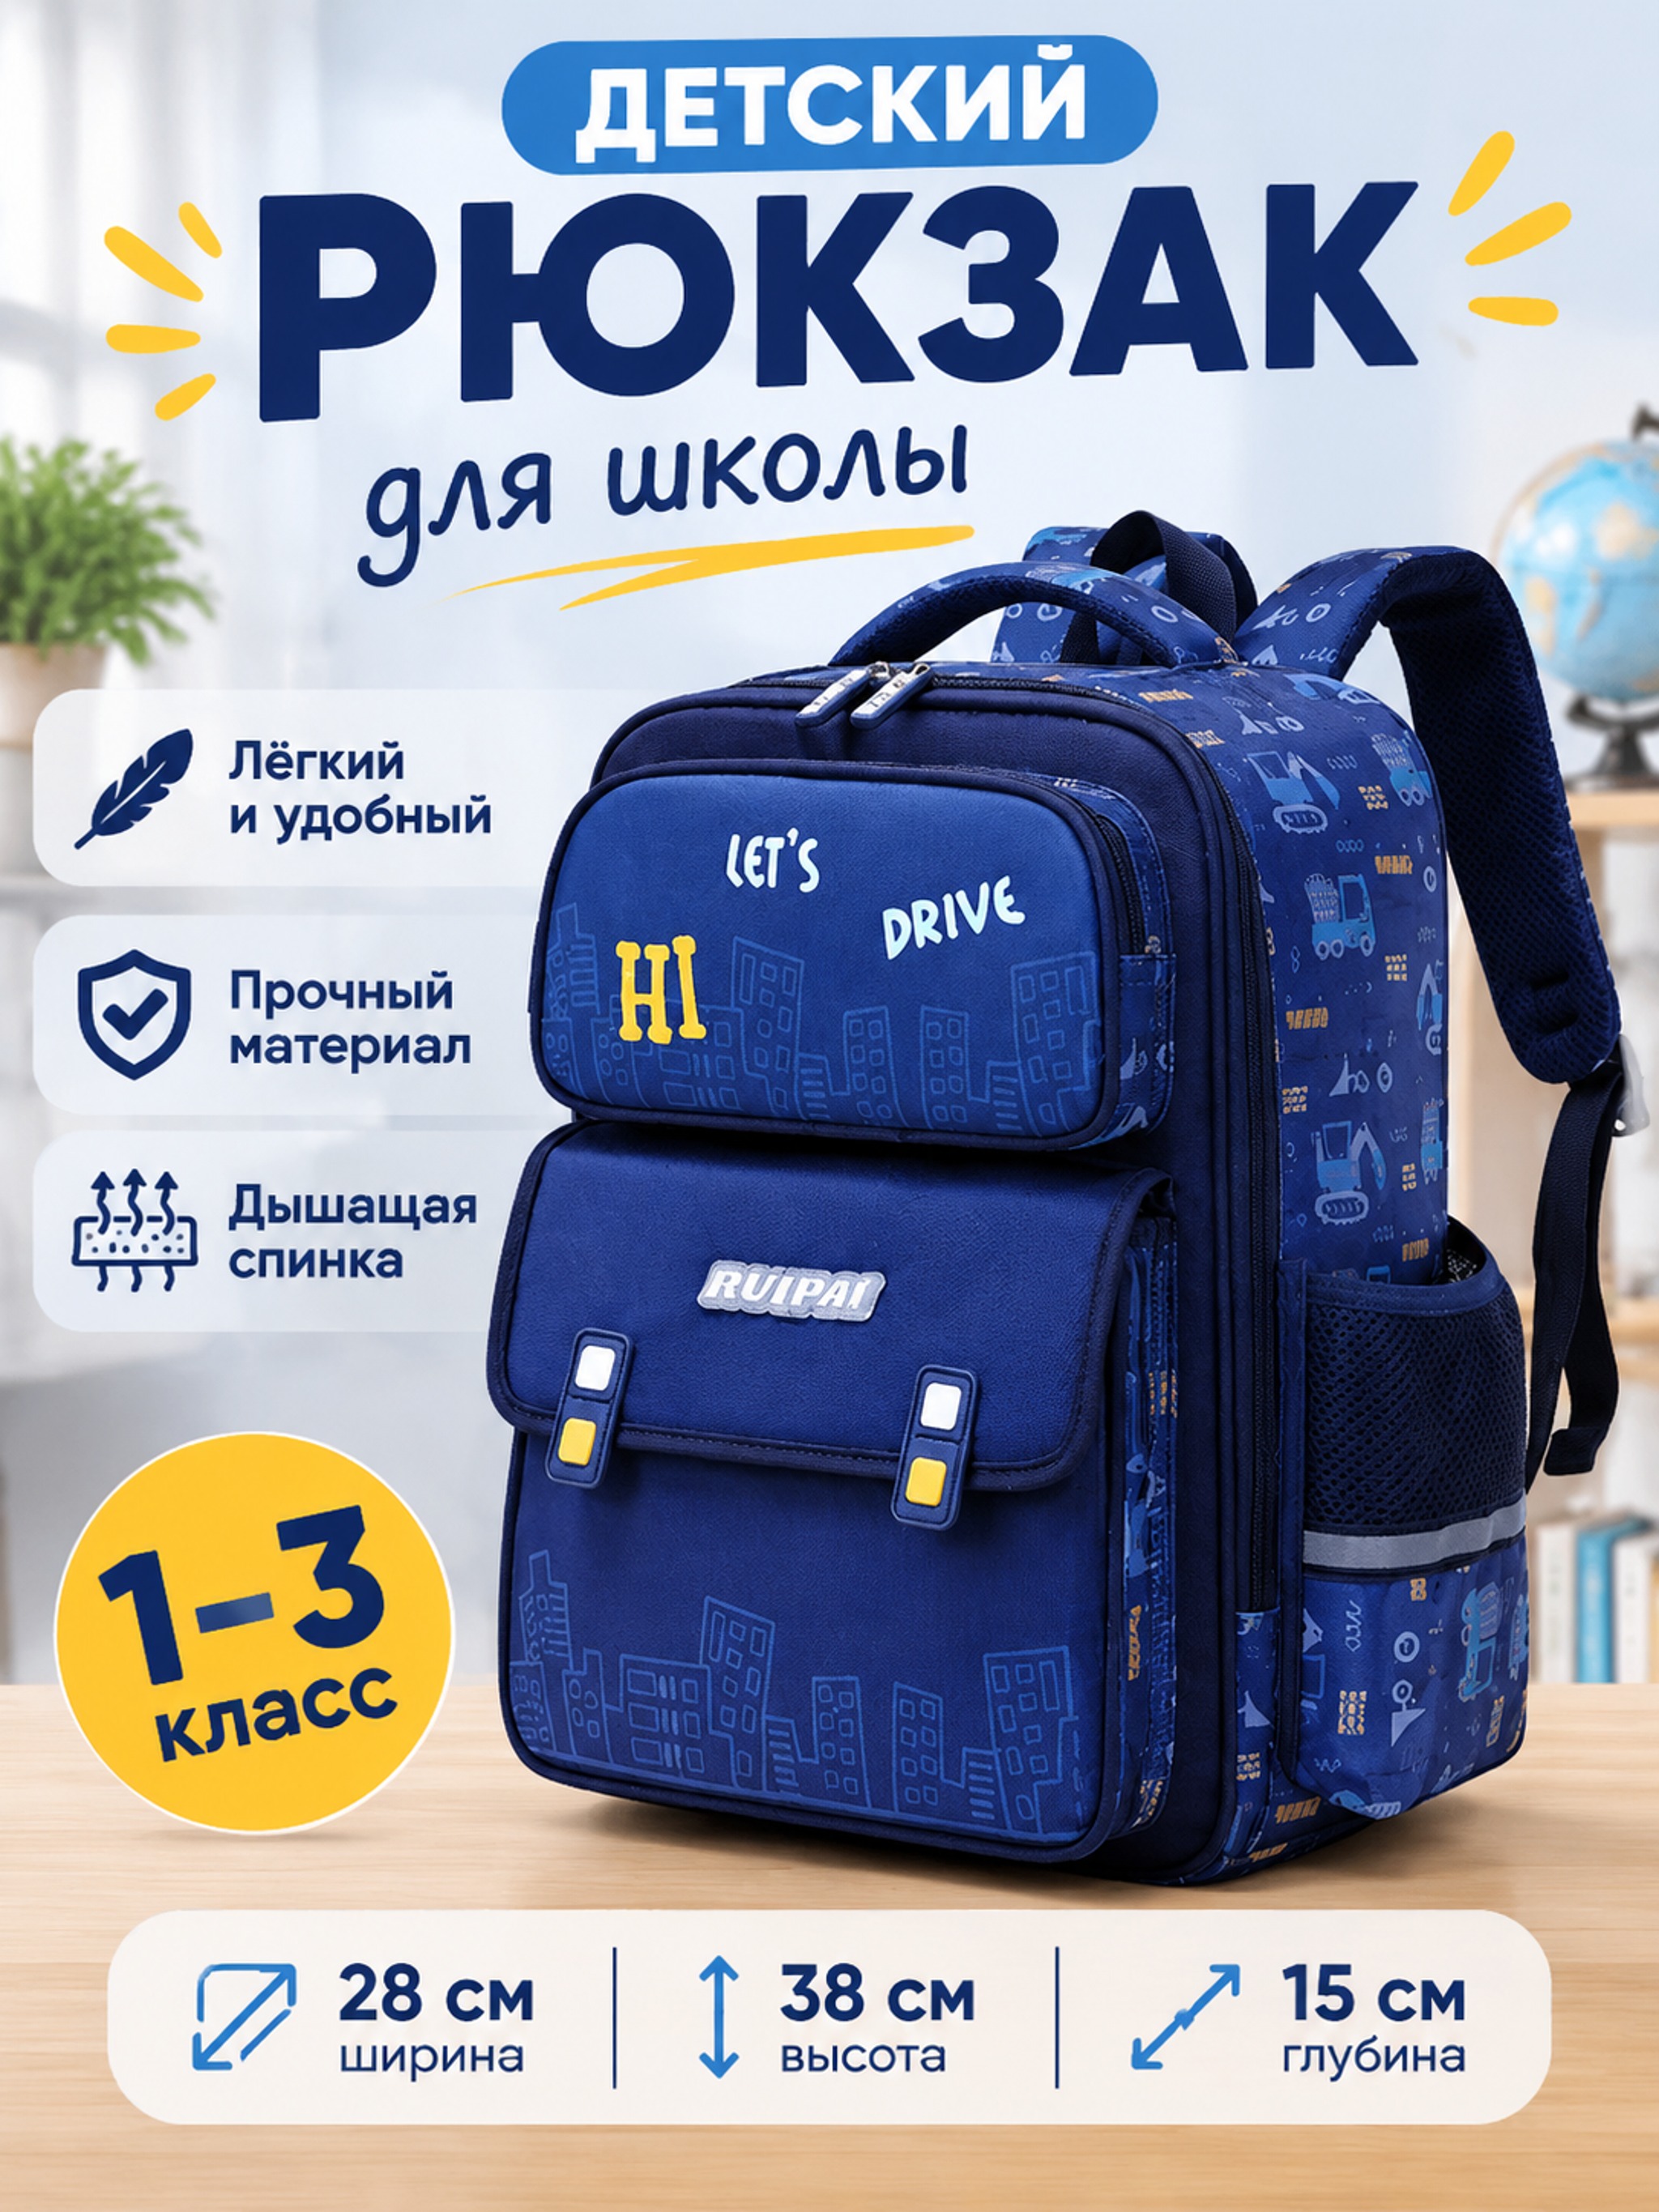 ДЕТСКИЙ
РЮКЗАК
для школы
Лёгкий
и удобный
Прочный
материал
Дышащая
спинка
LET'S
DRIVE
HI
RUIPAI
1–3
класс
28 см
ширина
38 см
высота
15 см
глубина